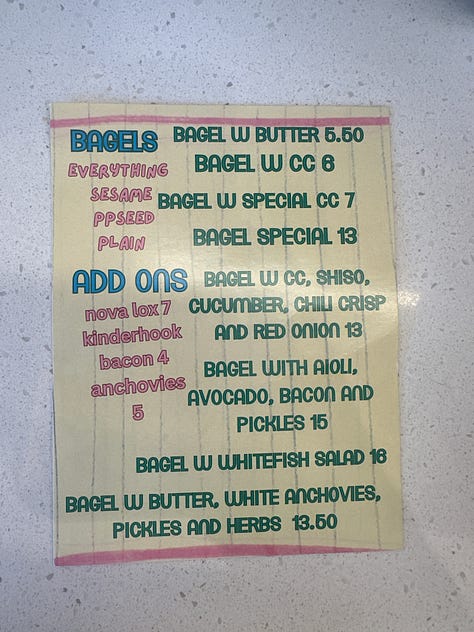 BAGELS
EVERYTHING
SESAME
PPSEED
PLAIN
ADD ONS
nova lox 7
kinderhook
bacon 4
anchovies
5
BAGEL W BUTTER 5.50
BAGEL W CC 6
BAGEL W SPECIAL CC 7
BAGEL SPECIAL 13
BAGEL W CC, SHISO,
CUCUMBER, CHILI CRISP
AND RED ONION 13
BAGEL WITH AIOLI,
AVOCADO, BACON AND
PICKLES 15
BAGEL W WHITEFISH SALAD 16
BAGEL W BUTTER, WHITE ANCHOVIES,
PICKLES AND HERBS 13.50